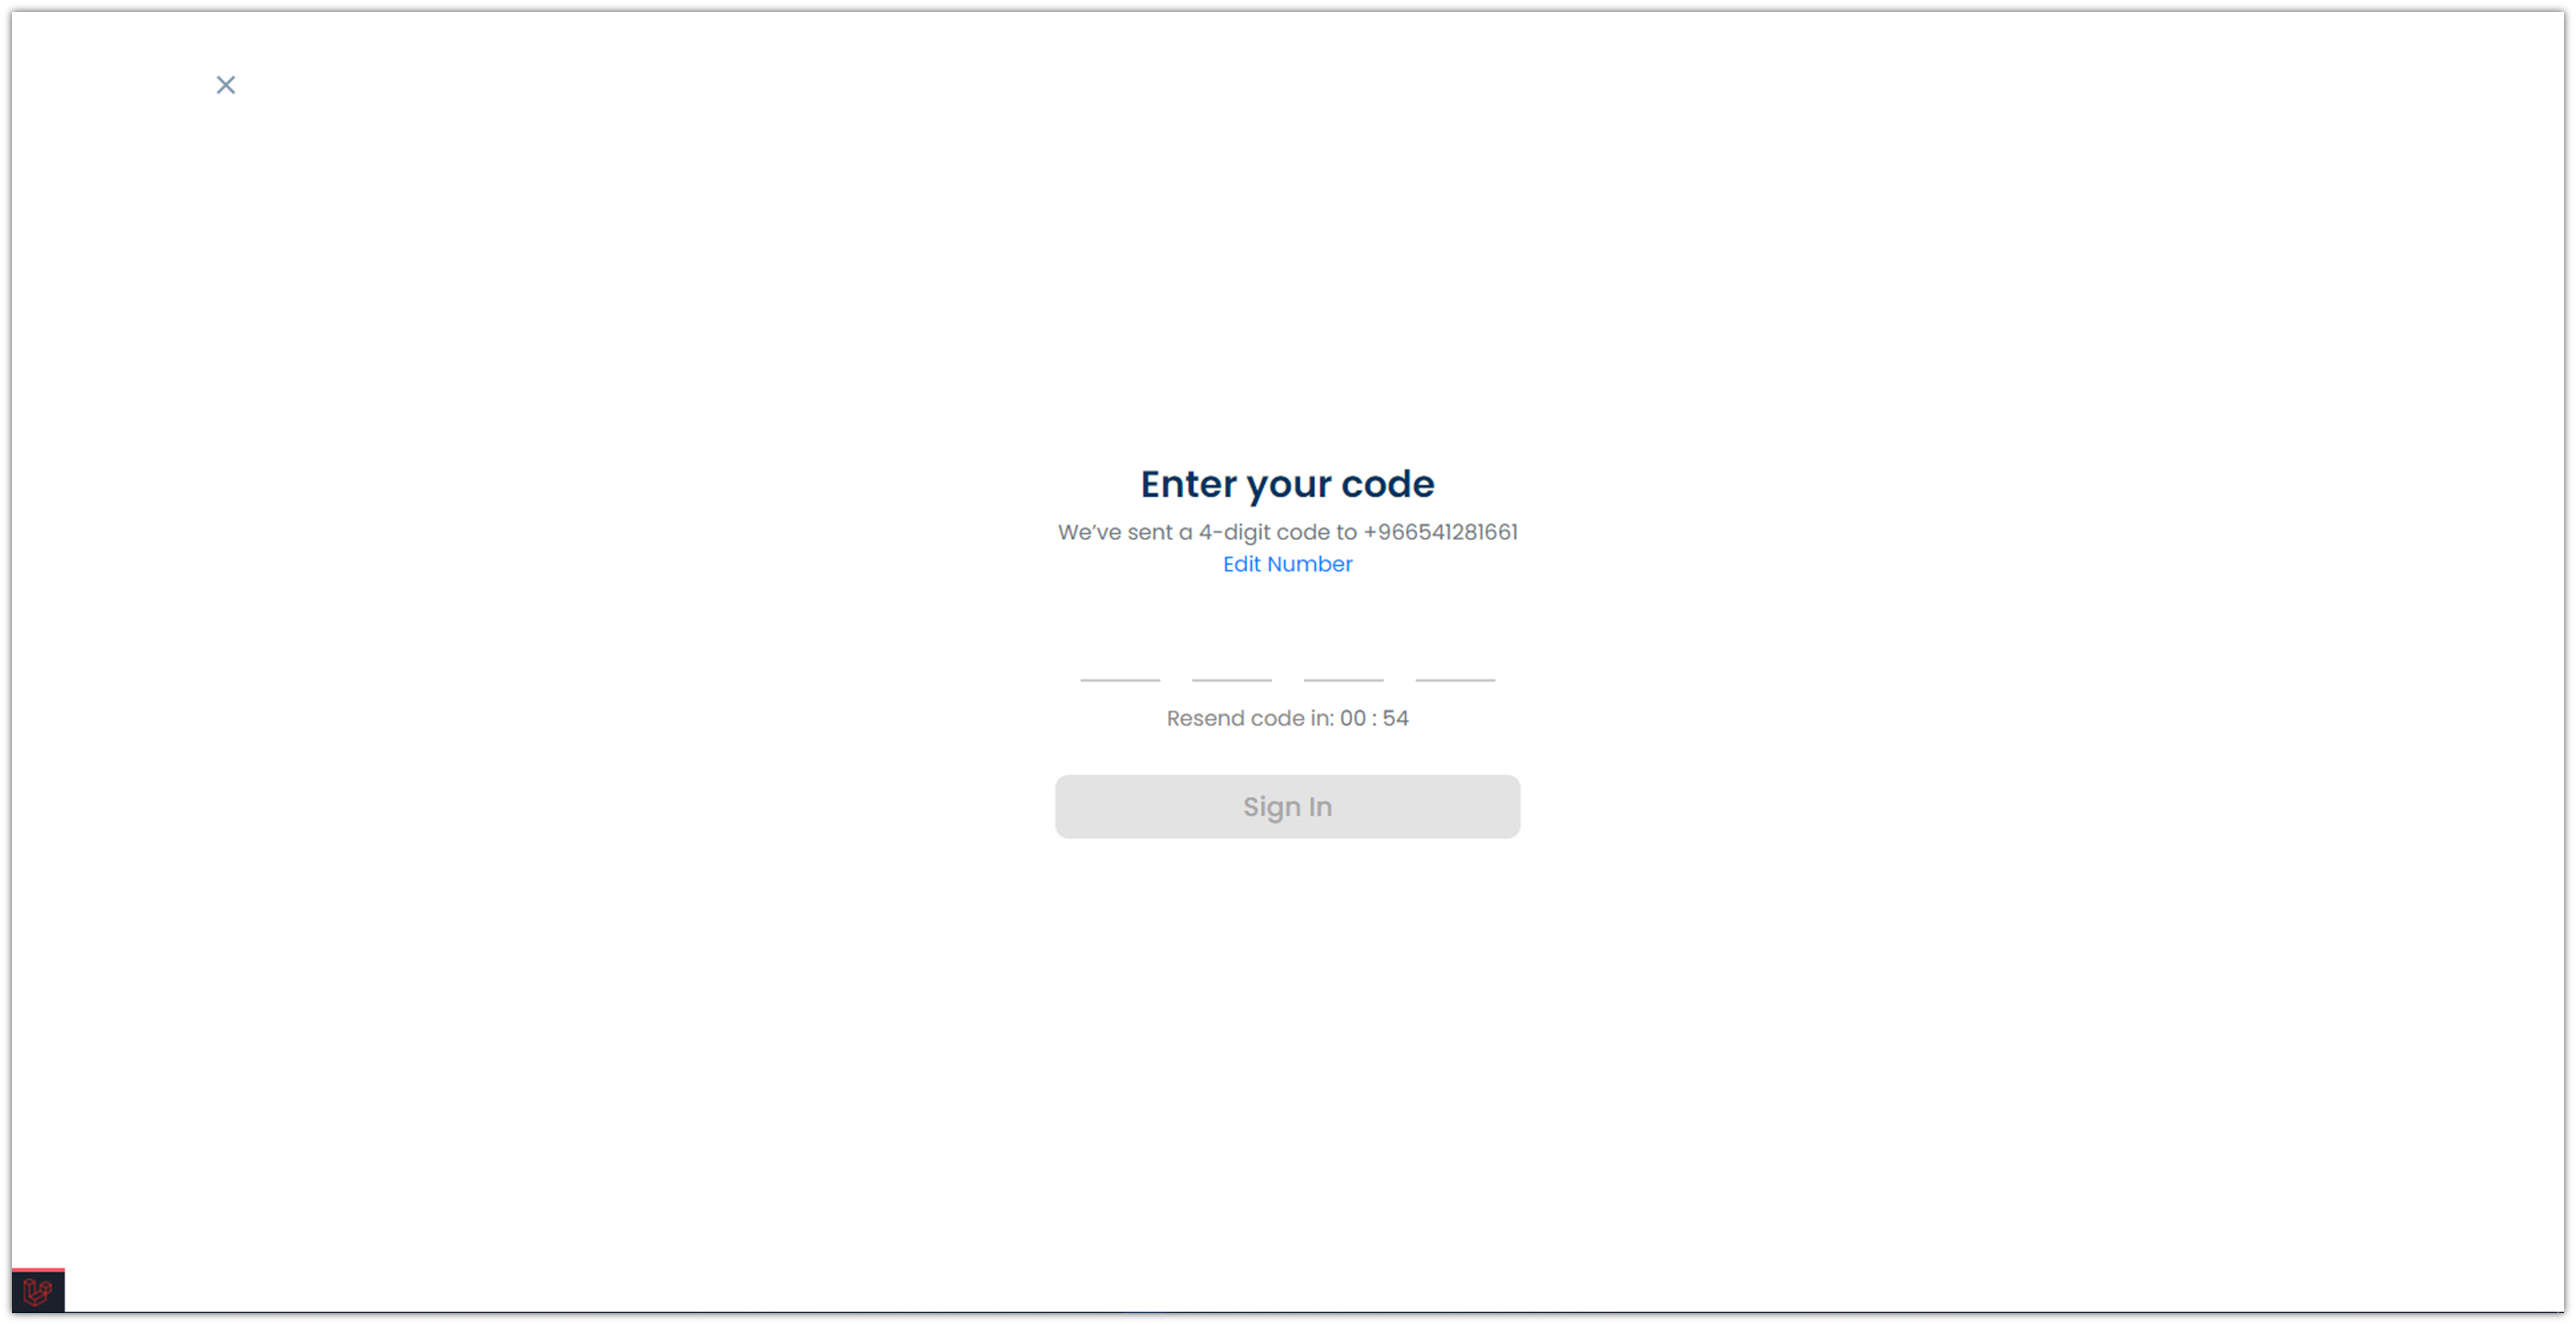 Enter your code
We’ve sent a 4-digit code to +966541281661
Edit Number
Resend code in: 00 : 54
Sign In